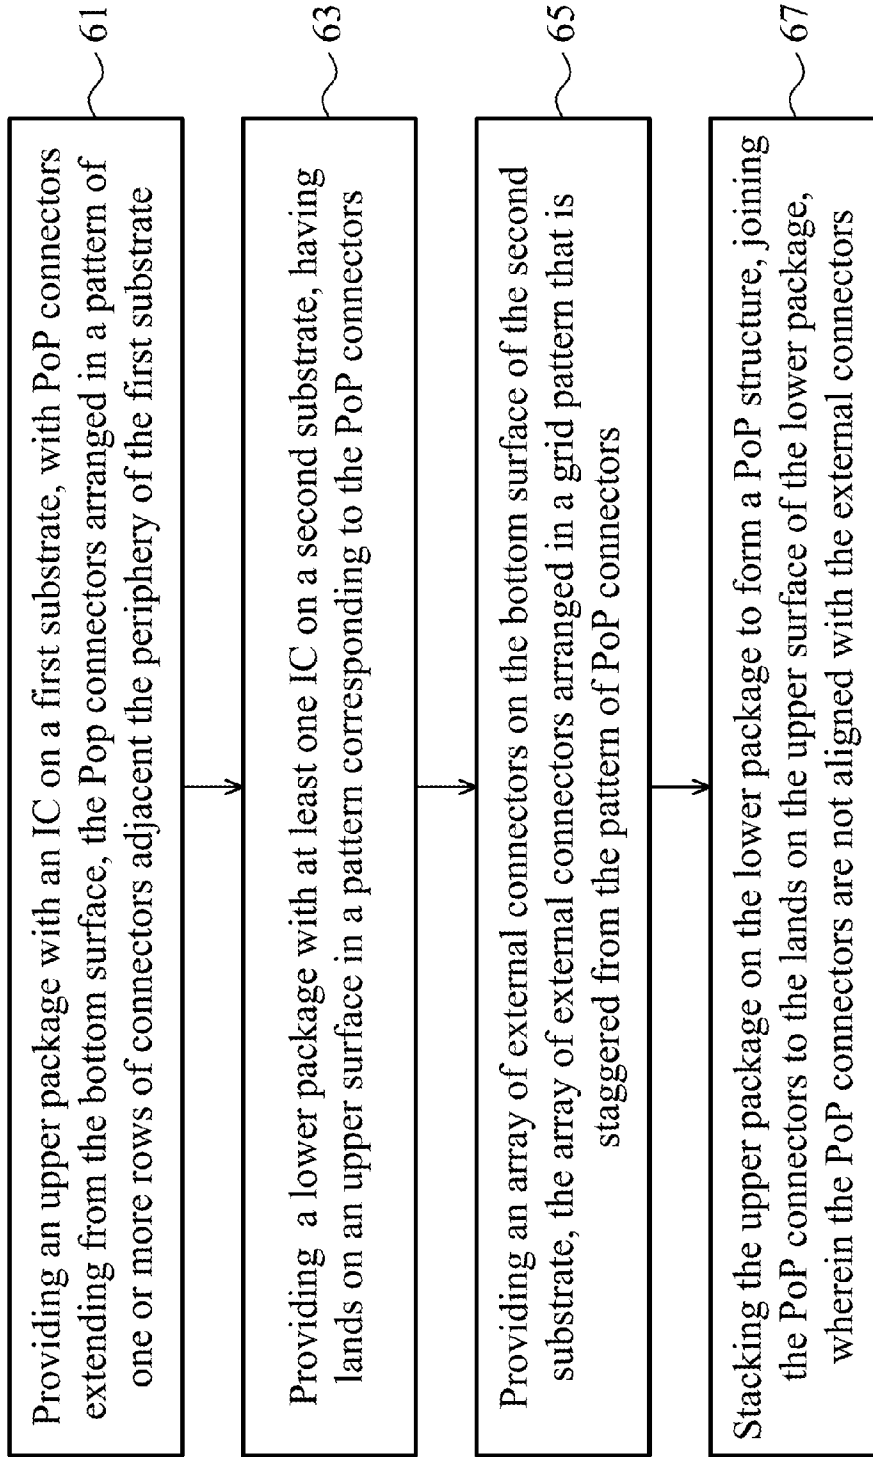 Providing an upper package with an IC on a first substrate, with PoP connectors
extending from the bottom surface, the Pop connectors arranged in a pattern of
one or more rows of connectors adjacent the periphery of the first substrate
61
Providing a lower package with at least one IC on a second substrate, having
lands on an upper surface in a pattern corresponding to the PoP connectors
63
Providing an array of external connectors on the bottom surface of the second
substrate, the array of external connectors arranged in a grid pattern that is
staggered from the pattern of PoP connectors
65
Stacking the upper package on the lower package to form a PoP structure, joining
the PoP connectors to the lands on the upper surface of the lower package,
wherein the PoP connectors are not aligned with the external connectors
67